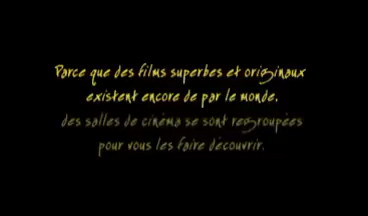 Parce que des films superbes et originaux
existent encore de par le monde,
des salles de cinéma se sont regroupées
pour vous les faire découvrir.